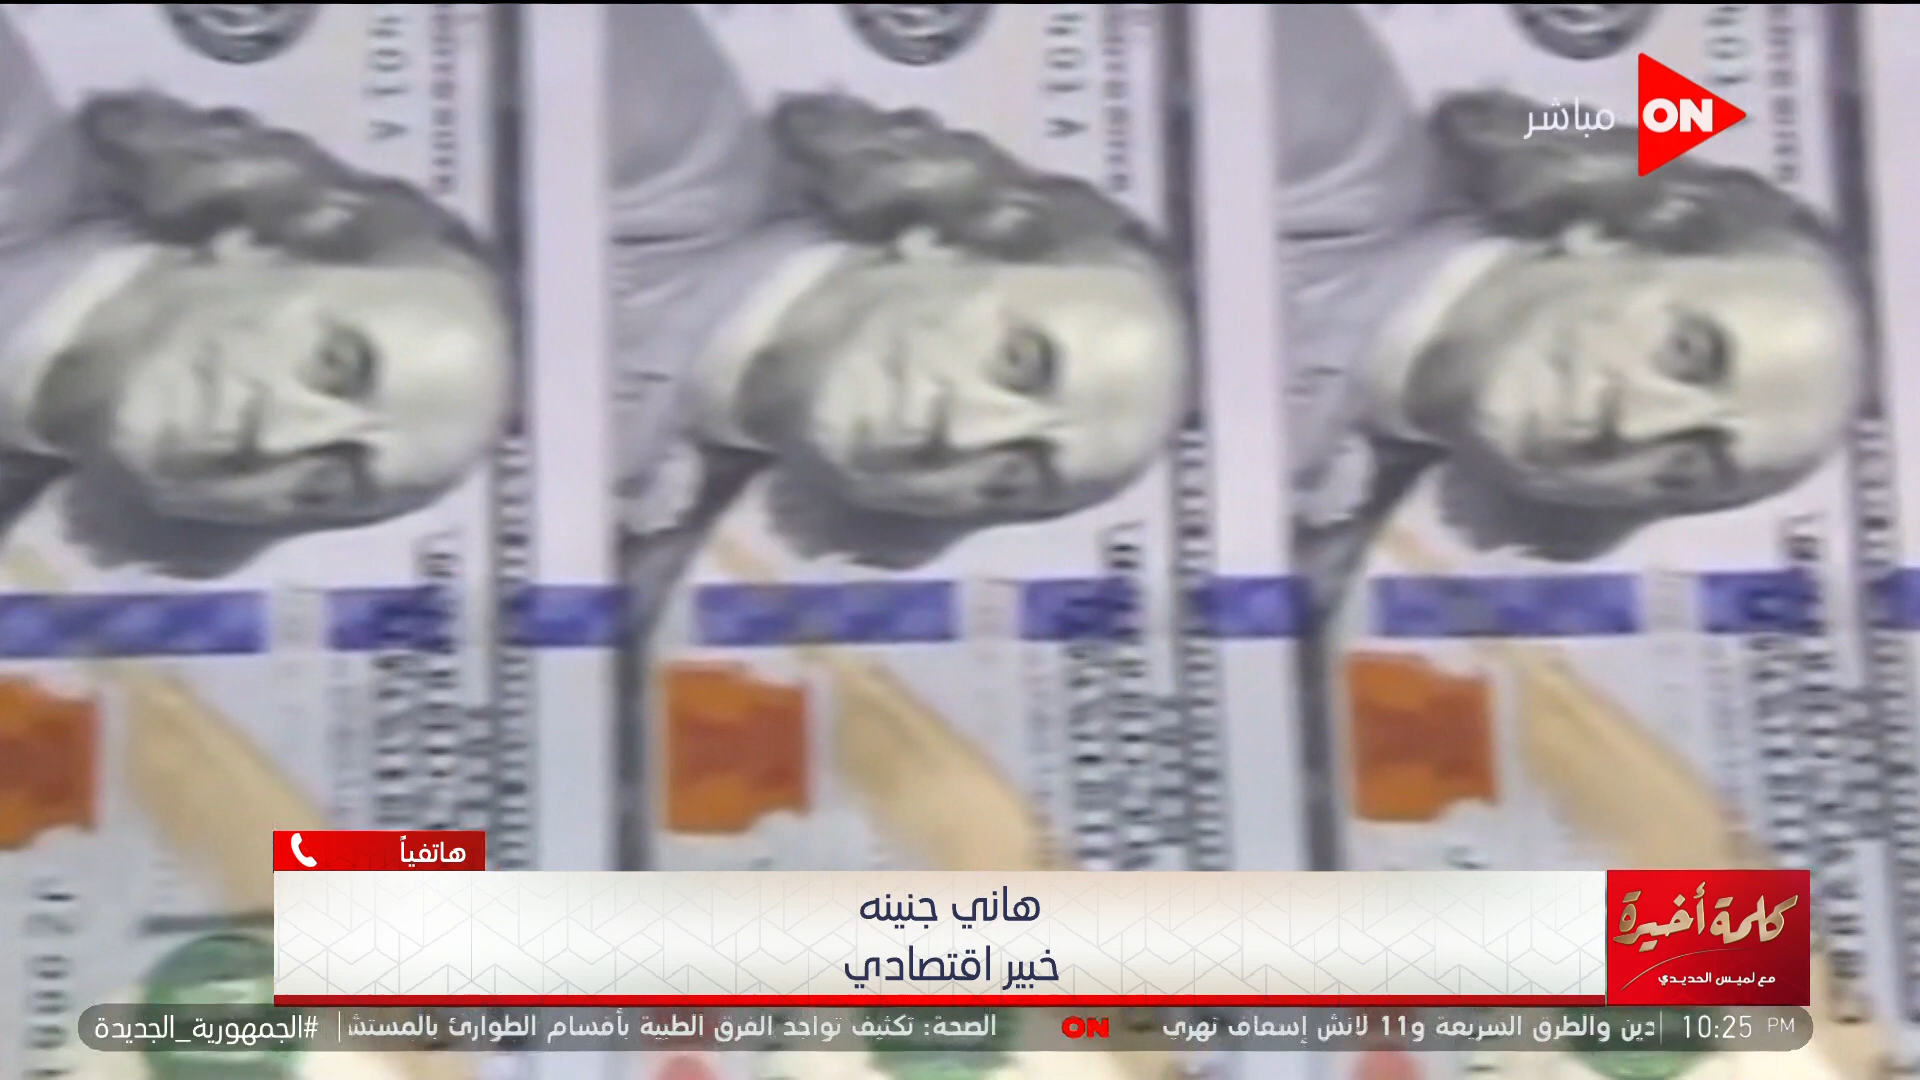 مباشر ON
هاتفياً
هاني جنينه
خبير اقتصادي
كلمة أخيرة
مع لميس الحديدي
10:25 PM
دين والطرق السريعة و11 لانش إسعاف نهري ON الصحة: تكثيف تواجد الفرق الطبية بأقسام الطوارئ بالمستش
#الجمهورية_الجديدة